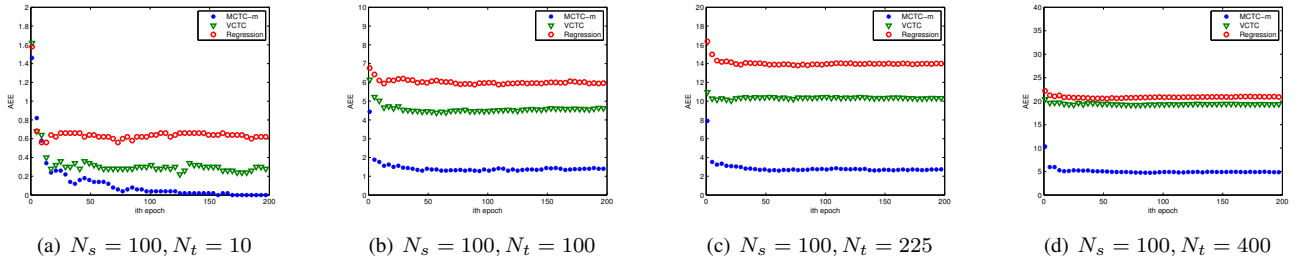 2
1.8
1.6
1.4
1.2
1
0.8
0.6
0.4
0.2
0
AEE
0 50 100 150 200
ith epoch
MCTC−m
VCTC
Regression
(a) N_s = 100, N_t = 10
10
9
8
7
6
5
4
3
2
1
0
AEE
0 50 100 150 200
ith epoch
MCTC−m
VCTC
Regression
(b) N_s = 100, N_t = 100
20
18
16
14
12
10
8
6
4
2
0
AEE
0 50 100 150 200
ith epoch
MCTC−m
VCTC
Regression
(c) N_s = 100, N_t = 225
40
35
30
25
20
15
10
5
0
AEE
0 50 100 150 200
ith epoch
MCTC−m
VCTC
Regression
(d) N_s = 100, N_t = 400